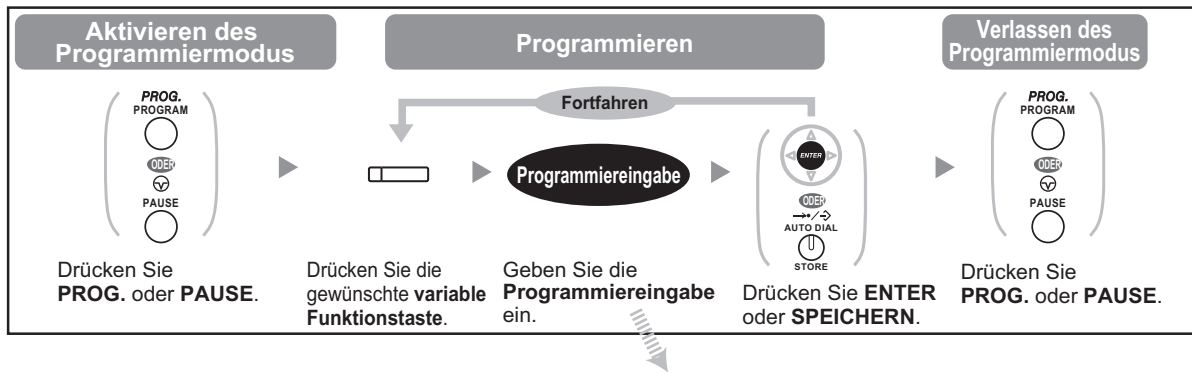 Aktivieren des
Programmiermodus
Programmieren
Verlassen des
Programmiermodus
Fortfahren
PROG.
PROGRAM
ODER
PAUSE
Programmiereingabe
ENTER
ODER
AUTO DIAL
STORE
PROG.
PROGRAM
ODER
PAUSE
Drücken Sie
PROG. oder PAUSE.
Drücken Sie die
gewünschte variable
Funktionstaste.
Geben Sie die
Programmiereingabe
ein.
Drücken Sie ENTER
oder SPEICHERN.
Drücken Sie
PROG. oder PAUSE.